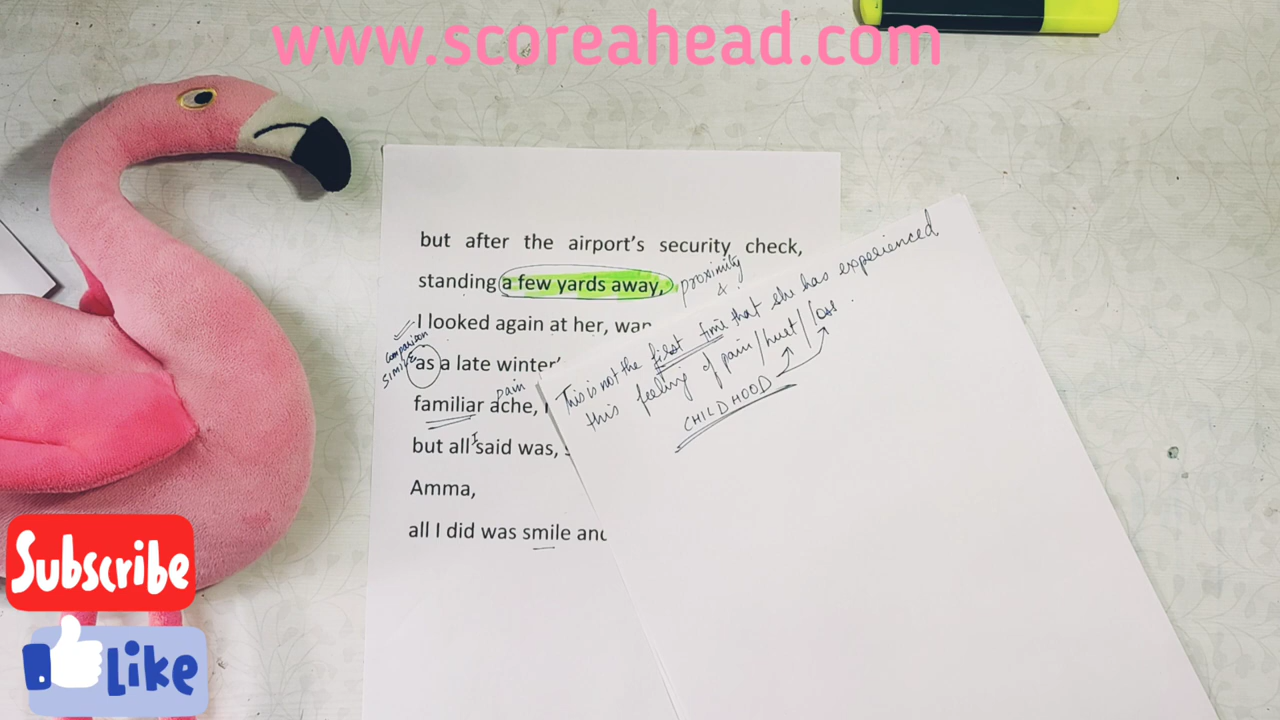 www.scoreahead.com
but after the airport's security check,
standing a few yards away, proximity
I looked again at her, wan
Comparison
simile as a late winter'
pain
familiar ache,
but all I said was,
Amma,
all I did was smile and
This is not the first time that she has experienced
this feeling of pain/hurt/loss.
CHILDHOOD
Subscribe
Like